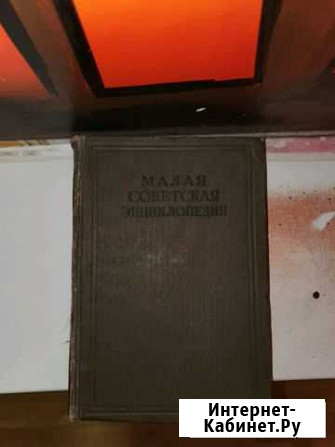 МАЛАЯ
СОВЕТСКАЯ
ЭНЦИКЛОПЕДИЯ
Интернет-
Кабинет.Ру